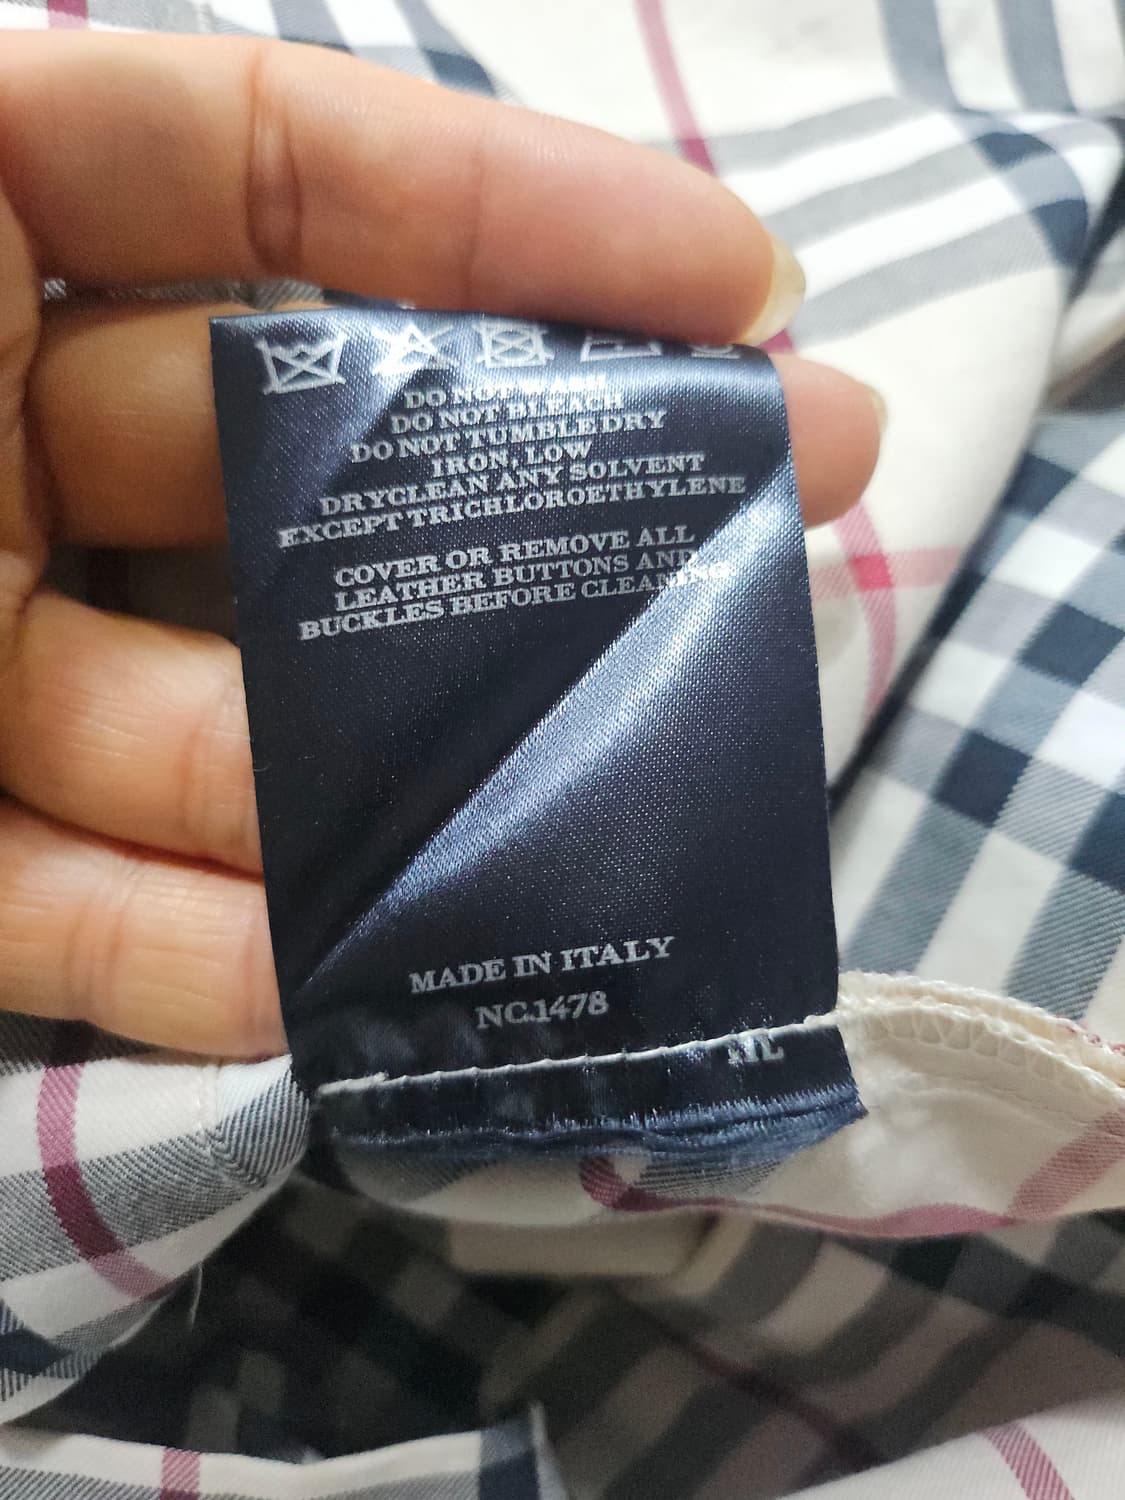 DO NOT WASH
DO NOT BLEACH
DO NOT TUMBLE DRY
IRON, LOW
DRYCLEAN ANY SOLVENT
EXCEPT TRICHLOROETHYLENE
COVER OR REMOVE ALL
LEATHER BUTTONS AND
BUCKLES BEFORE CLEANING
MADE IN ITALY
NC.1478